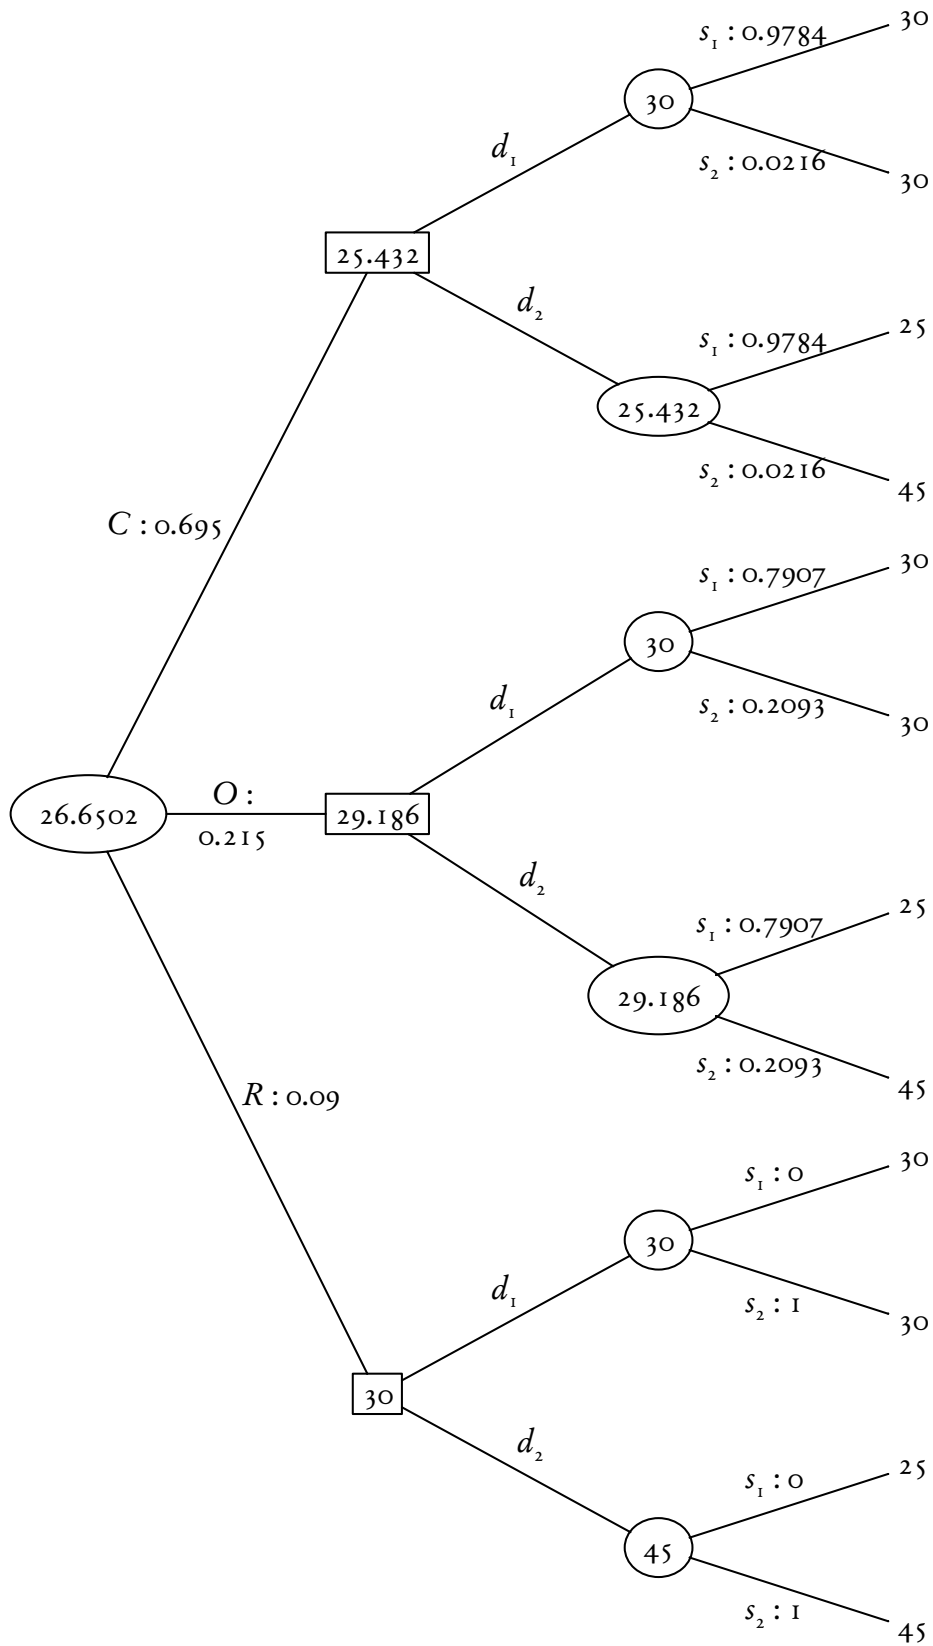 s₁ : 0.9784
30
30
d₁
s₂ : 0.0216
30
25.432
d₂
s₁ : 0.9784
25
25.432
s₂ : 0.0216
45
C : 0.695
s₁ : 0.7907
30
30
d₁
s₂ : 0.2093
30
26.6502
O :
0.215
29.186
d₂
s₁ : 0.7907
25
29.186
s₂ : 0.2093
45
R : 0.09
s₁ : 0
30
30
d₁
s₂ : 1
30
30
d₂
s₁ : 0
25
45
s₂ : 1
45